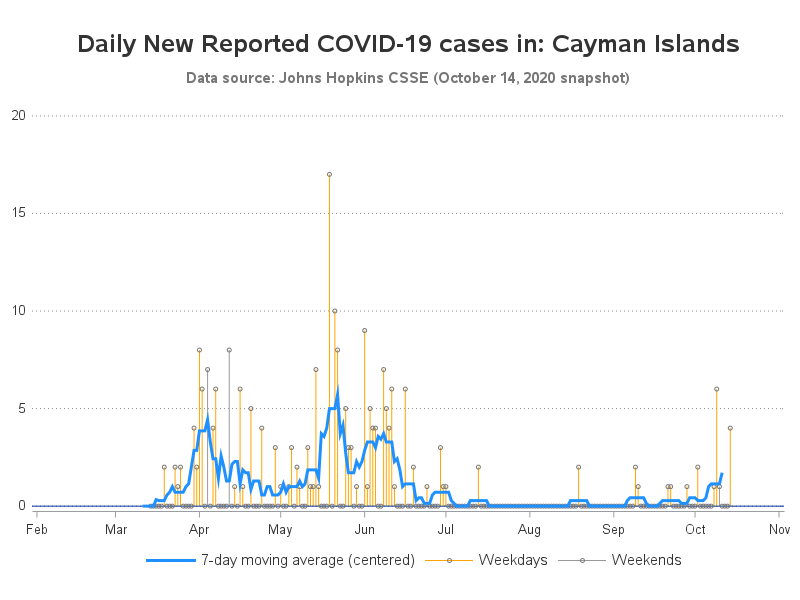 Daily New Reported COVID-19 cases in: Cayman Islands
Data source: Johns Hopkins CSSE (October 14, 2020 snapshot)
20
15
10
5
0
Feb Mar Apr May Jun Jul Aug Sep Oct Nov
7-day moving average (centered) Weekdays Weekends